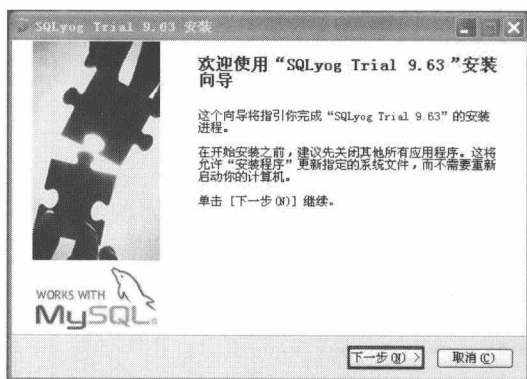 SQLyog Trial 9.63 安装
欢迎使用“SQLyog Trial 9.63”安装
向导
这个向导将指引你完成“SQLyog Trial 9.63”的安装
进程。
在开始安装之前，建议先关闭其他所有应用程序。这将
允许“安装程序”更新指定的系统文件，而不需要重新
启动你的计算机。
单击 [下一步(N)] 继续。
WORKS WITH
MySQL
下一步(N) >
取消(C)